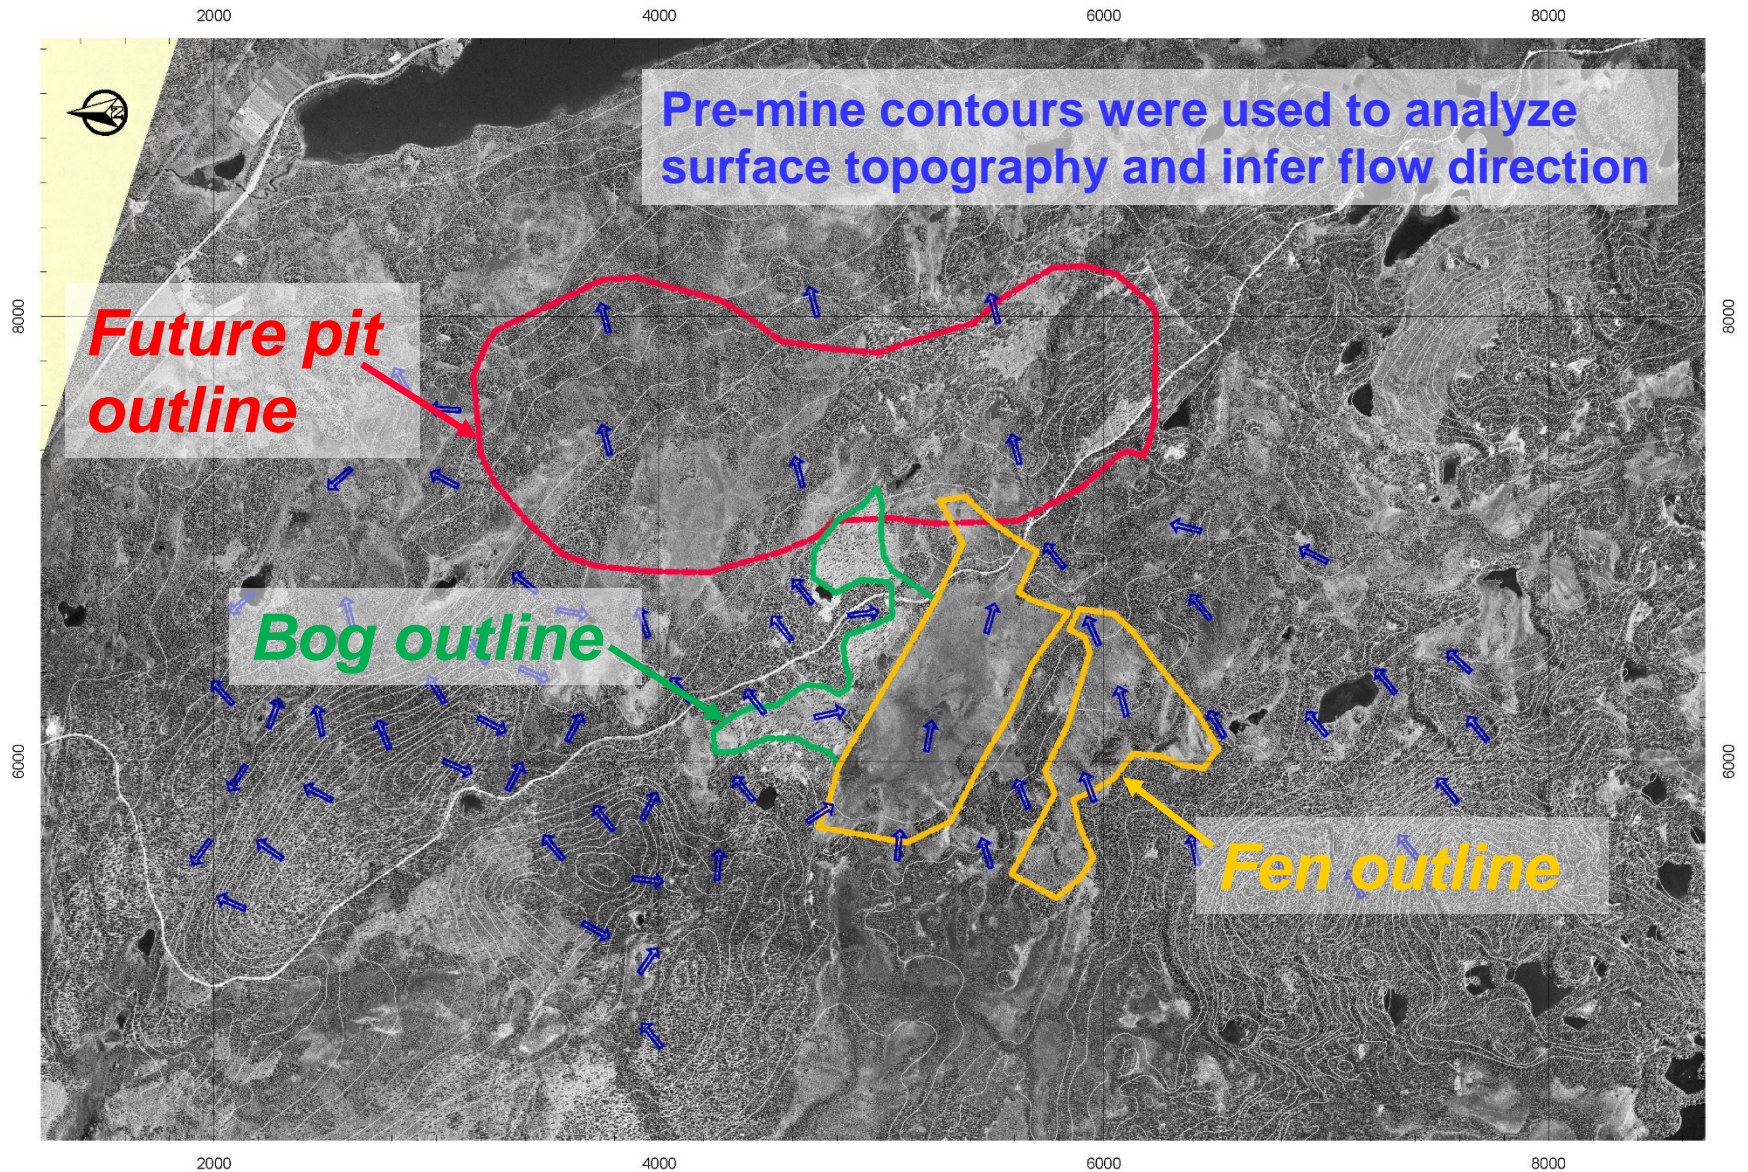 2000 4000 6000 8000
Pre-mine contours were used to analyze
surface topography and infer flow direction
8000 8000
Future pit
outline
Bog outline
6000 6000
Fen outline
2000 4000 6000 8000